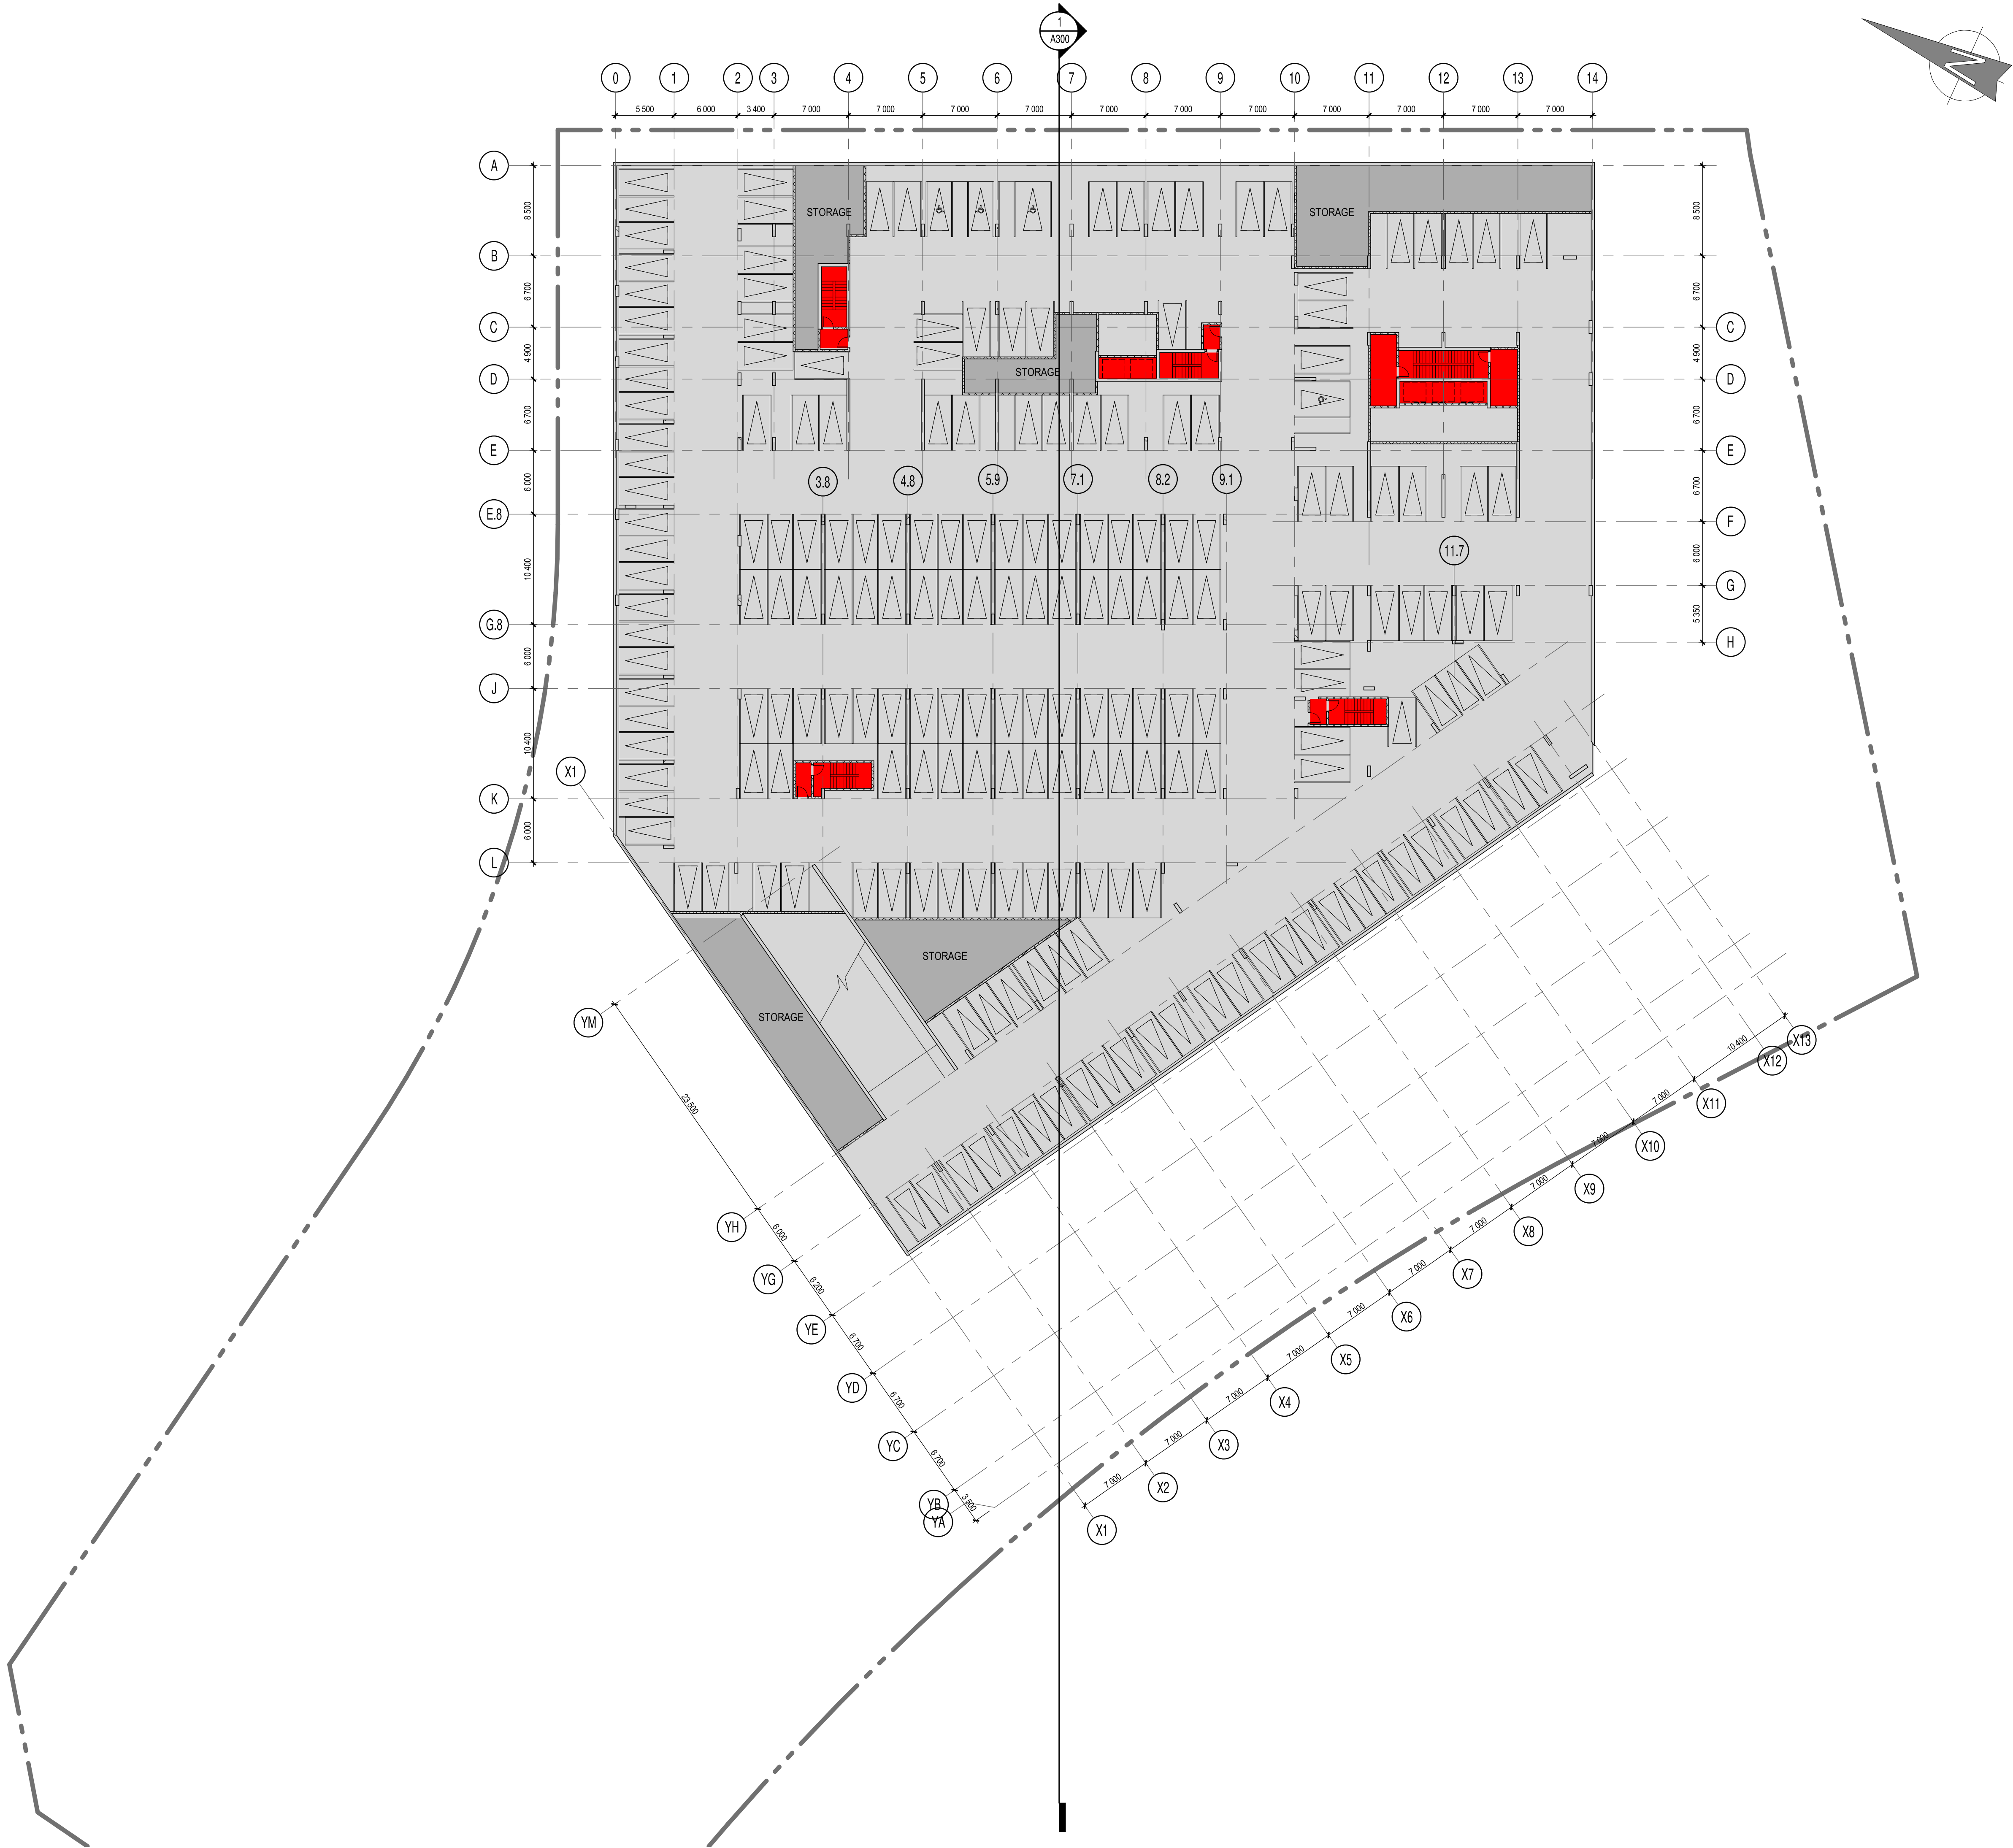 1
A300
N
0 1 2 3 4 5 6 7 8 9 10 11 12 13 14
5 500 6 000 3 400 7 000 7 000 7 000 7 000 7 000 7 000 7 000 7 000 7 000 7 000 7 000
A
8 500 8 500
STORAGE STORAGE
B
6 700 6 700
C C
4 900 4 900
STORAGE
D D
6 700 6 700
E E
3.8 4.8 5.9 7.1 8.2 9.1
6 000 6 700
E.8 F
11.7
10 400 6 000
G
G.8 5 350
H
6 000
J
10 400
X1
K
6 000
L
STORAGE
STORAGE
YM
23 500
YH
6 000
YG
6 200
YE
6 700
YD
6 700
YC
6 700
YB
3 500
YA
X13
10 400
X12
X11
7 000
X10
7 000
X9
7 000
X8
7 000
X7
7 000
X6
7 000
X5
7 000
X4
7 000
X3
7 000
X2
7 000
X1